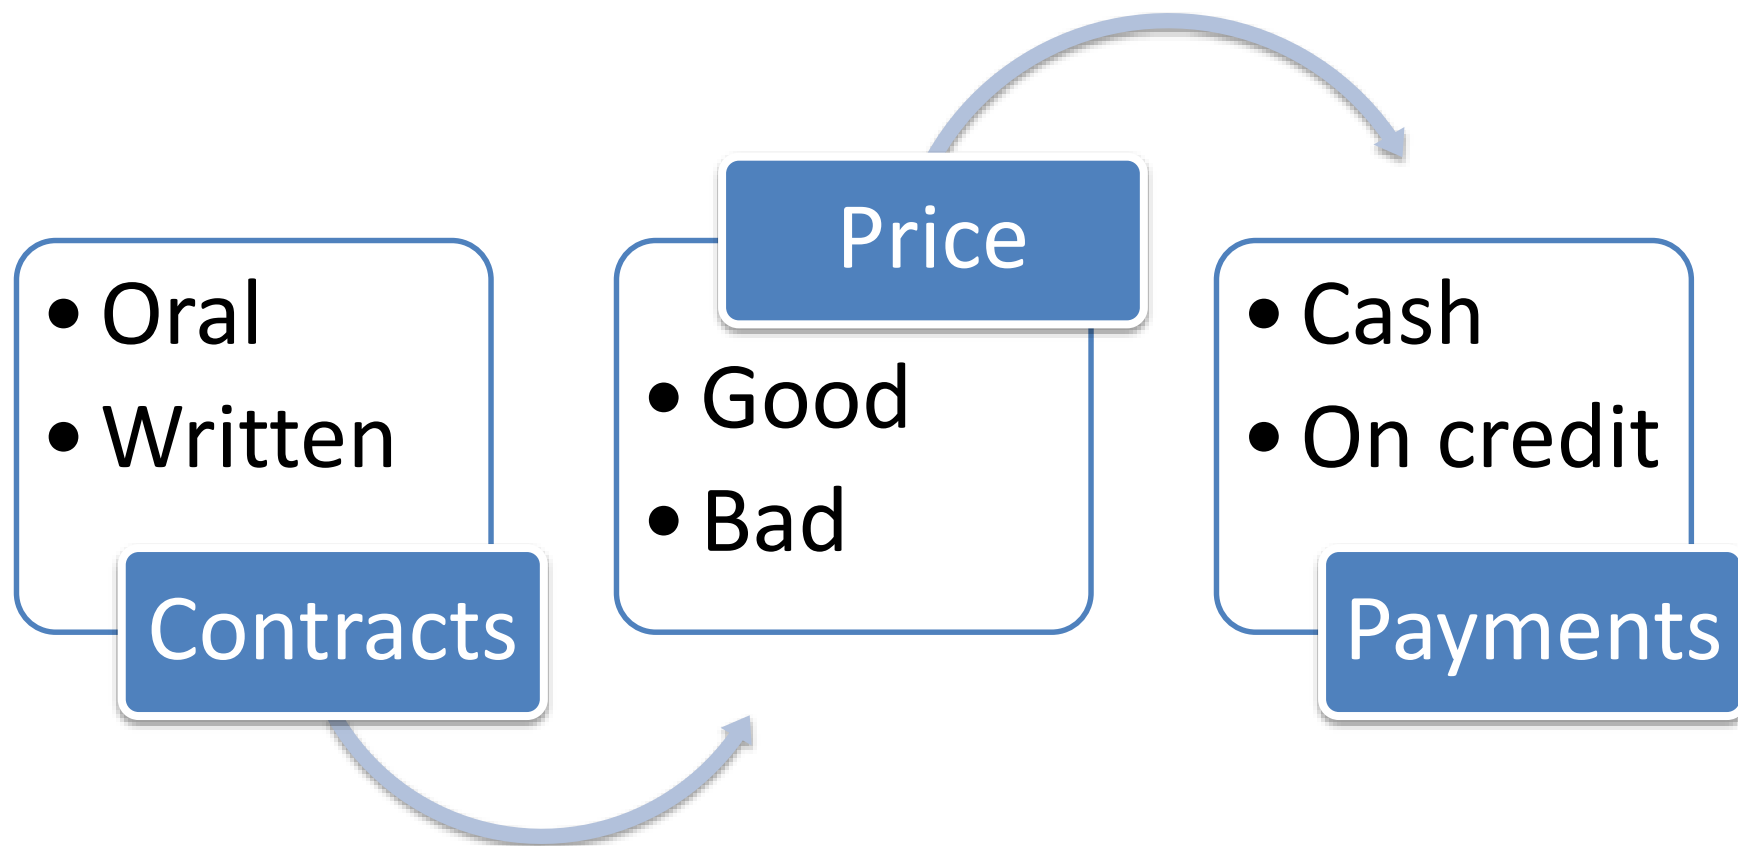 • Oral
• Written
Contracts
Price
• Good
• Bad
• Cash
• On credit
Payments